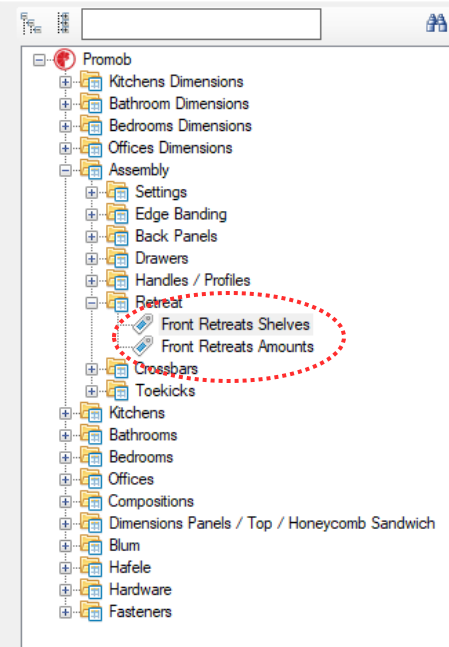 Promob
Kitchens Dimensions
Bathroom Dimensions
Bedrooms Dimensions
Offices Dimensions
Assembly
Settings
Edge Banding
Back Panels
Drawers
Handles / Profiles
Retreat
Front Retreats Shelves
Front Retreats Amounts
Crossbars
Toekicks
Kitchens
Bathrooms
Bedrooms
Offices
Compositions
Dimensions Panels / Top / Honeycomb Sandwich
Blum
Hafele
Hardware
Fasteners